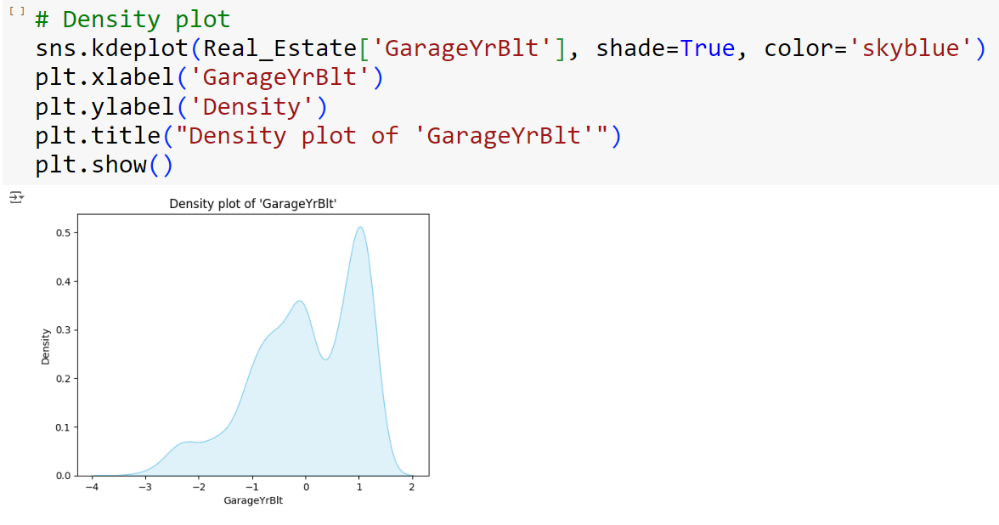 [ ]
# Density plot
sns.kdeplot(Real_Estate['GarageYrBlt'], shade=True, color='skyblue')
plt.xlabel('GarageYrBlt')
plt.ylabel('Density')
plt.title("Density plot of 'GarageYrBlt'")
plt.show()
Density plot of 'GarageYrBlt'
Density
0.5
0.4
0.3
0.2
0.1
0.0
−4 −3 −2 −1 0 1 2
GarageYrBlt